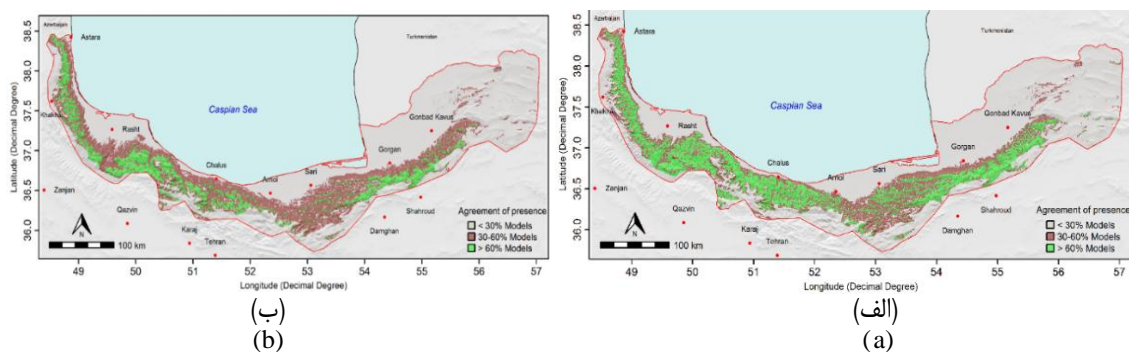 Azerbaijan
Astara
Turkmenistan
Caspian Sea
Khalkhal
Rasht
Gonbad Kavus
Gorgan
Chalus
Sari
Amol
Zanjan
Shahroud
Qazvin
Damghan
Karaj
Tehran
Agreement of presence
< 30% Models
30-60% Models
> 60% Models
100 km
N
38.5
38.0
37.5
37.0
36.5
36.0
Latitude (Decimal Degree)
49 50 51 52 53 54 55 56 57
Longitude (Decimal Degree)
(ب)
(b)
Azerbaijan
Astara
Turkmenistan
Caspian Sea
Rasht
Gonbad Kavus
Gorgan
Chalus
Sari
Amol
Zanjan
Shahroud
Qazvin
Damghan
Karaj
Tehran
Agreement of presence
< 30% Models
30-60% Models
> 60% Models
100 km
N
38.5
38.0
37.5
37.0
36.5
36.0
Latitude (Decimal Degree)
49 50 51 52 53 54 55 56 57
Longitude (Decimal Degree)
(الف)
(a)